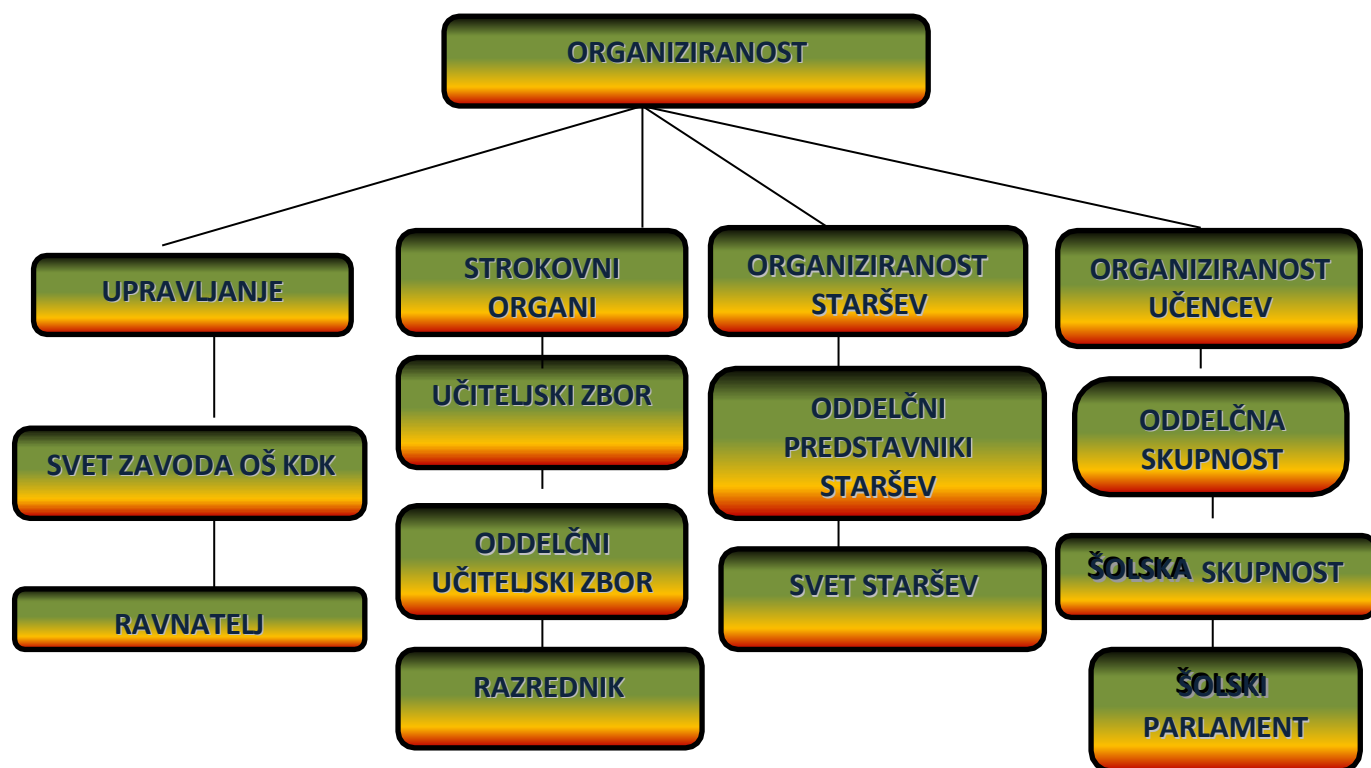 ORGANIZIRANOST
UPRAVLJANJE
SVET ZAVODA OŠ KDK
RAVNATELJ
STROKOVNI
ORGANI
UČITELJSKI ZBOR
ODDELČNI
UČITELJSKI ZBOR
RAZREDNIK
ORGANIZIRANOST
STARŠEV
ODDELČNI
PREDSTAVNIKI
STARŠEV
SVET STARŠEV
ORGANIZIRANOST
UČENCEV
ODDELČNA
SKUPNOST
ŠOLSKA SKUPNOST
ŠOLSKI
PARLAMENT